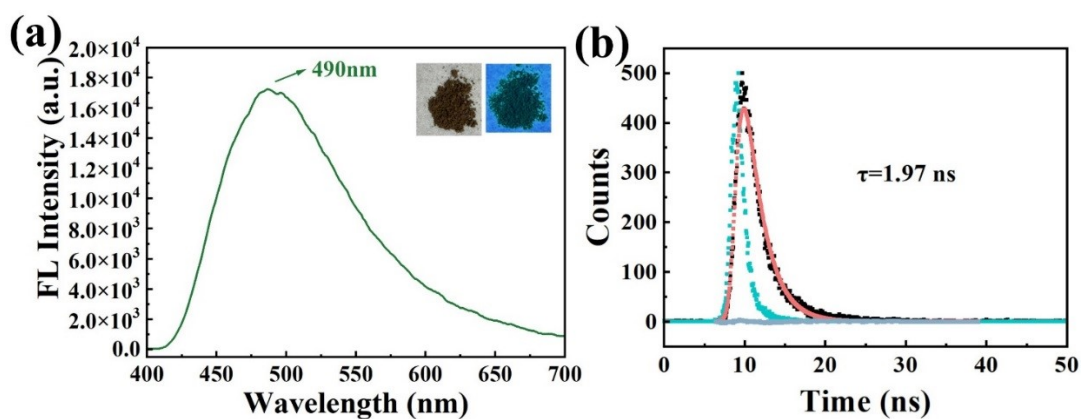 (a)
FL Intensity (a.u.)
2.0×10⁴
1.8×10⁴
1.6×10⁴
1.4×10⁴
1.2×10⁴
1.0×10⁴
8.0×10³
6.0×10³
4.0×10³
2.0×10³
0.0
490nm
400 450 500 550 600 650 700
Wavelength (nm)
(b)
Counts
500
400
300
200
100
0
τ=1.97 ns
0 10 20 30 40 50
Time (ns)